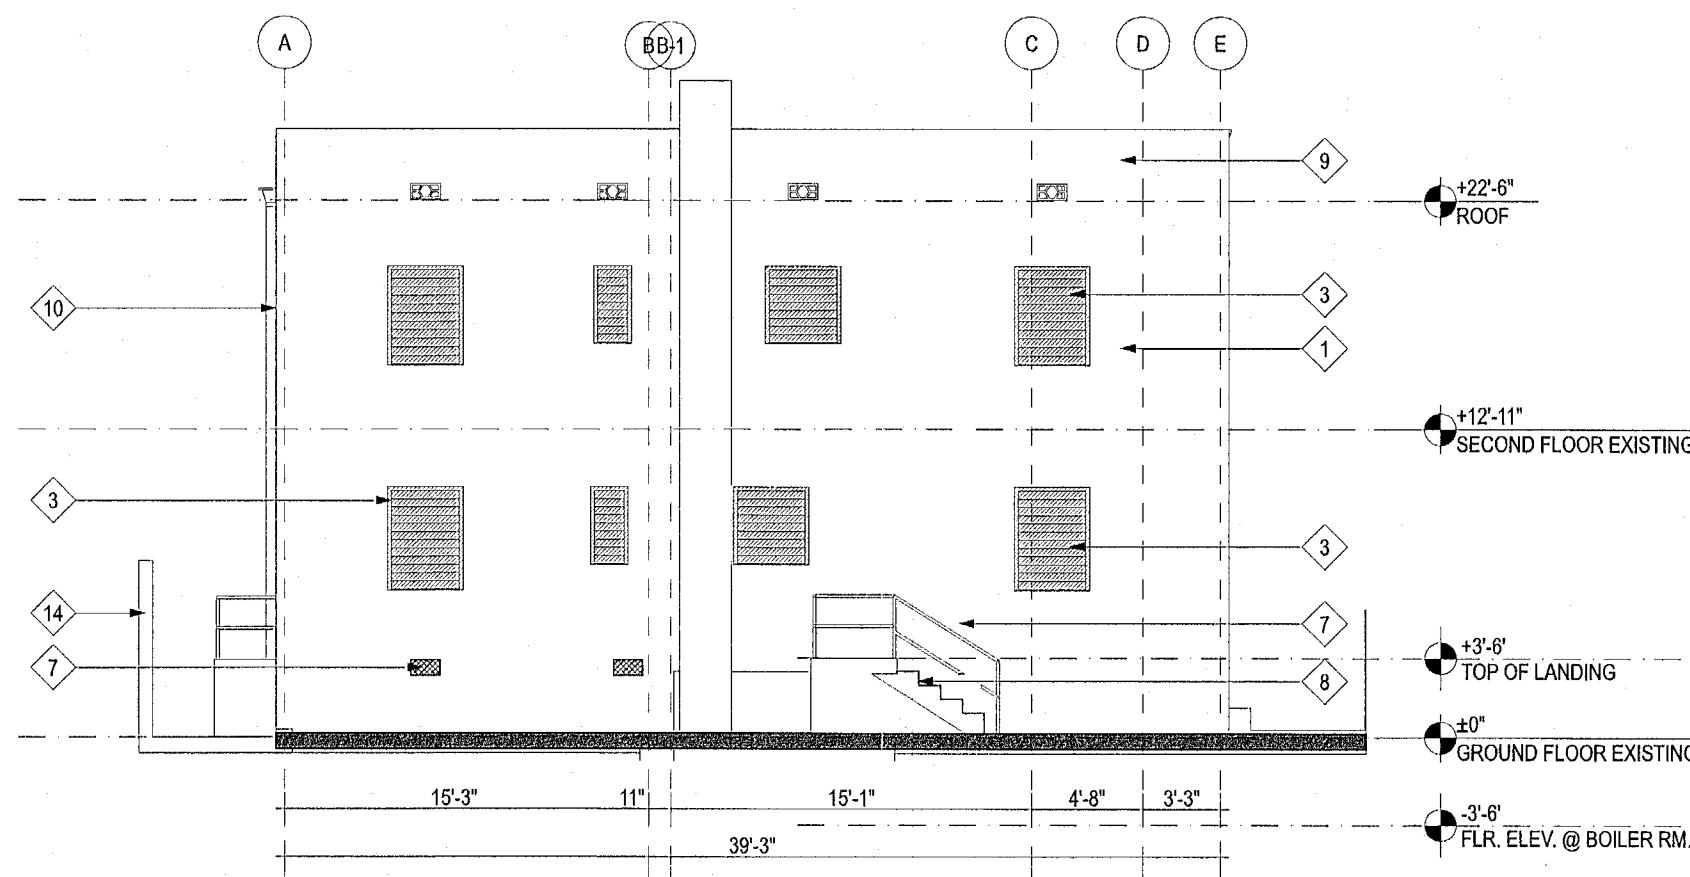 A
B
B-1
C
D
E
9
+22'-6"
ROOF
10
3
1
+12'-11"
SECOND FLOOR EXISTING
3
3
14
7
+3'-6'
TOP OF LANDING
7
8
±0"
GROUND FLOOR EXISTING
15'-3"
11"
15'-1"
4'-8"
3'-3"
-3'-6'
FLR. ELEV. @ BOILER RM.
39'-3"